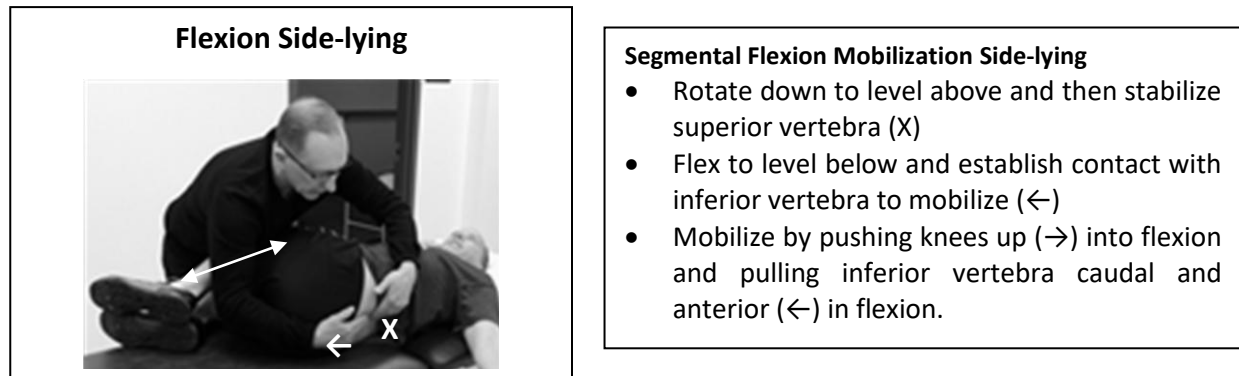 Flexion Side-lying
X
←
Segmental Flexion Mobilization Side-lying
• Rotate down to level above and then stabilize
superior vertebra (X)
• Flex to level below and establish contact with
inferior vertebra to mobilize (←)
• Mobilize by pushing knees up (→) into flexion
and pulling inferior vertebra caudal and
anterior (←) in flexion.